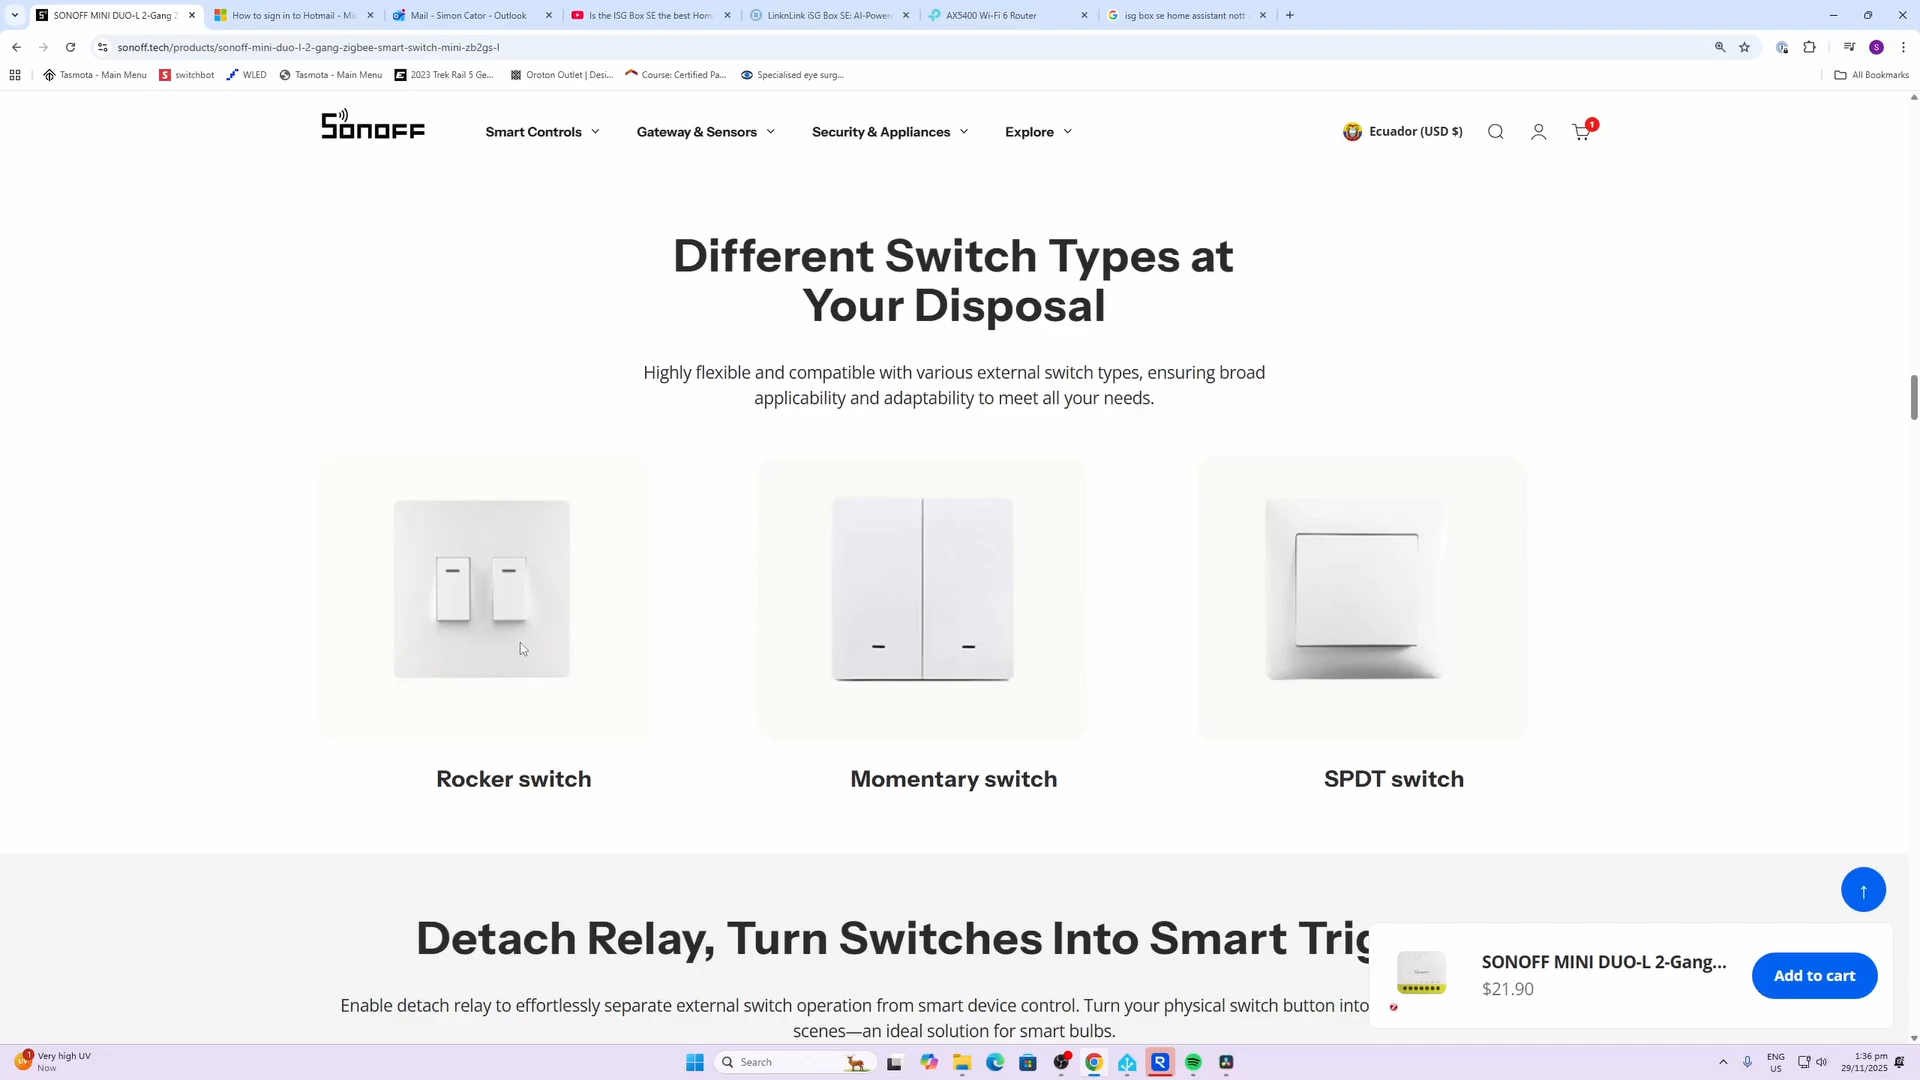 SONOFF MINI DUO-L 2-Gang Z
How to sign in to Hotmail - Mic
Mail - Simon Cator - Outlook
Is the ISG Box SE the best Hom
LinknLink iSG Box SE: AI-Power
AX5400 Wi-Fi 6 Router
isg box se home assistant nott
sonoff.tech/products/sonoff-mini-duo-l-2-gang-zigbee-smart-switch-mini-zb2gs-l
S
Tasmota - Main Menu
switchbot
WLED
Tasmota - Main Menu
2023 Trek Rail 5 Ge...
Oroton Outlet | Desi...
Course: Certified Pa...
Specialised eye surg...
All Bookmarks
SONOFF
Smart Controls
Gateway & Sensors
Security & Appliances
Explore
Ecuador (USD $)
1
Different Switch Types at
Your Disposal
Highly flexible and compatible with various external switch types, ensuring broad
applicability and adaptability to meet all your needs.
Rocker switch
Momentary switch
SPDT switch
Detach Relay, Turn Switches Into Smart Trig
Enable detach relay to effortlessly separate external switch operation from smart device control. Turn your physical switch button into
scenes—an ideal solution for smart bulbs.
SONOFF MINI DUO-L 2-Gang...
$21.90
Add to cart
1
Very high UV
Now
Search
ENG
US
1:36 pm
29/11/2025